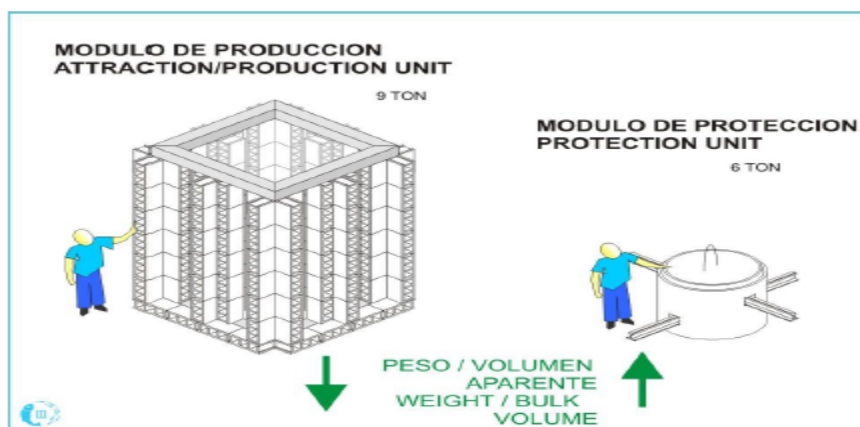 MODULO DE PRODUCCION
ATTRACTION/PRODUCTION UNIT
9 TON
MODULO DE PROTECCION
PROTECTION UNIT
6 TON
PESO / VOLUMEN
APARENTE
WEIGHT / BULK
VOLUME